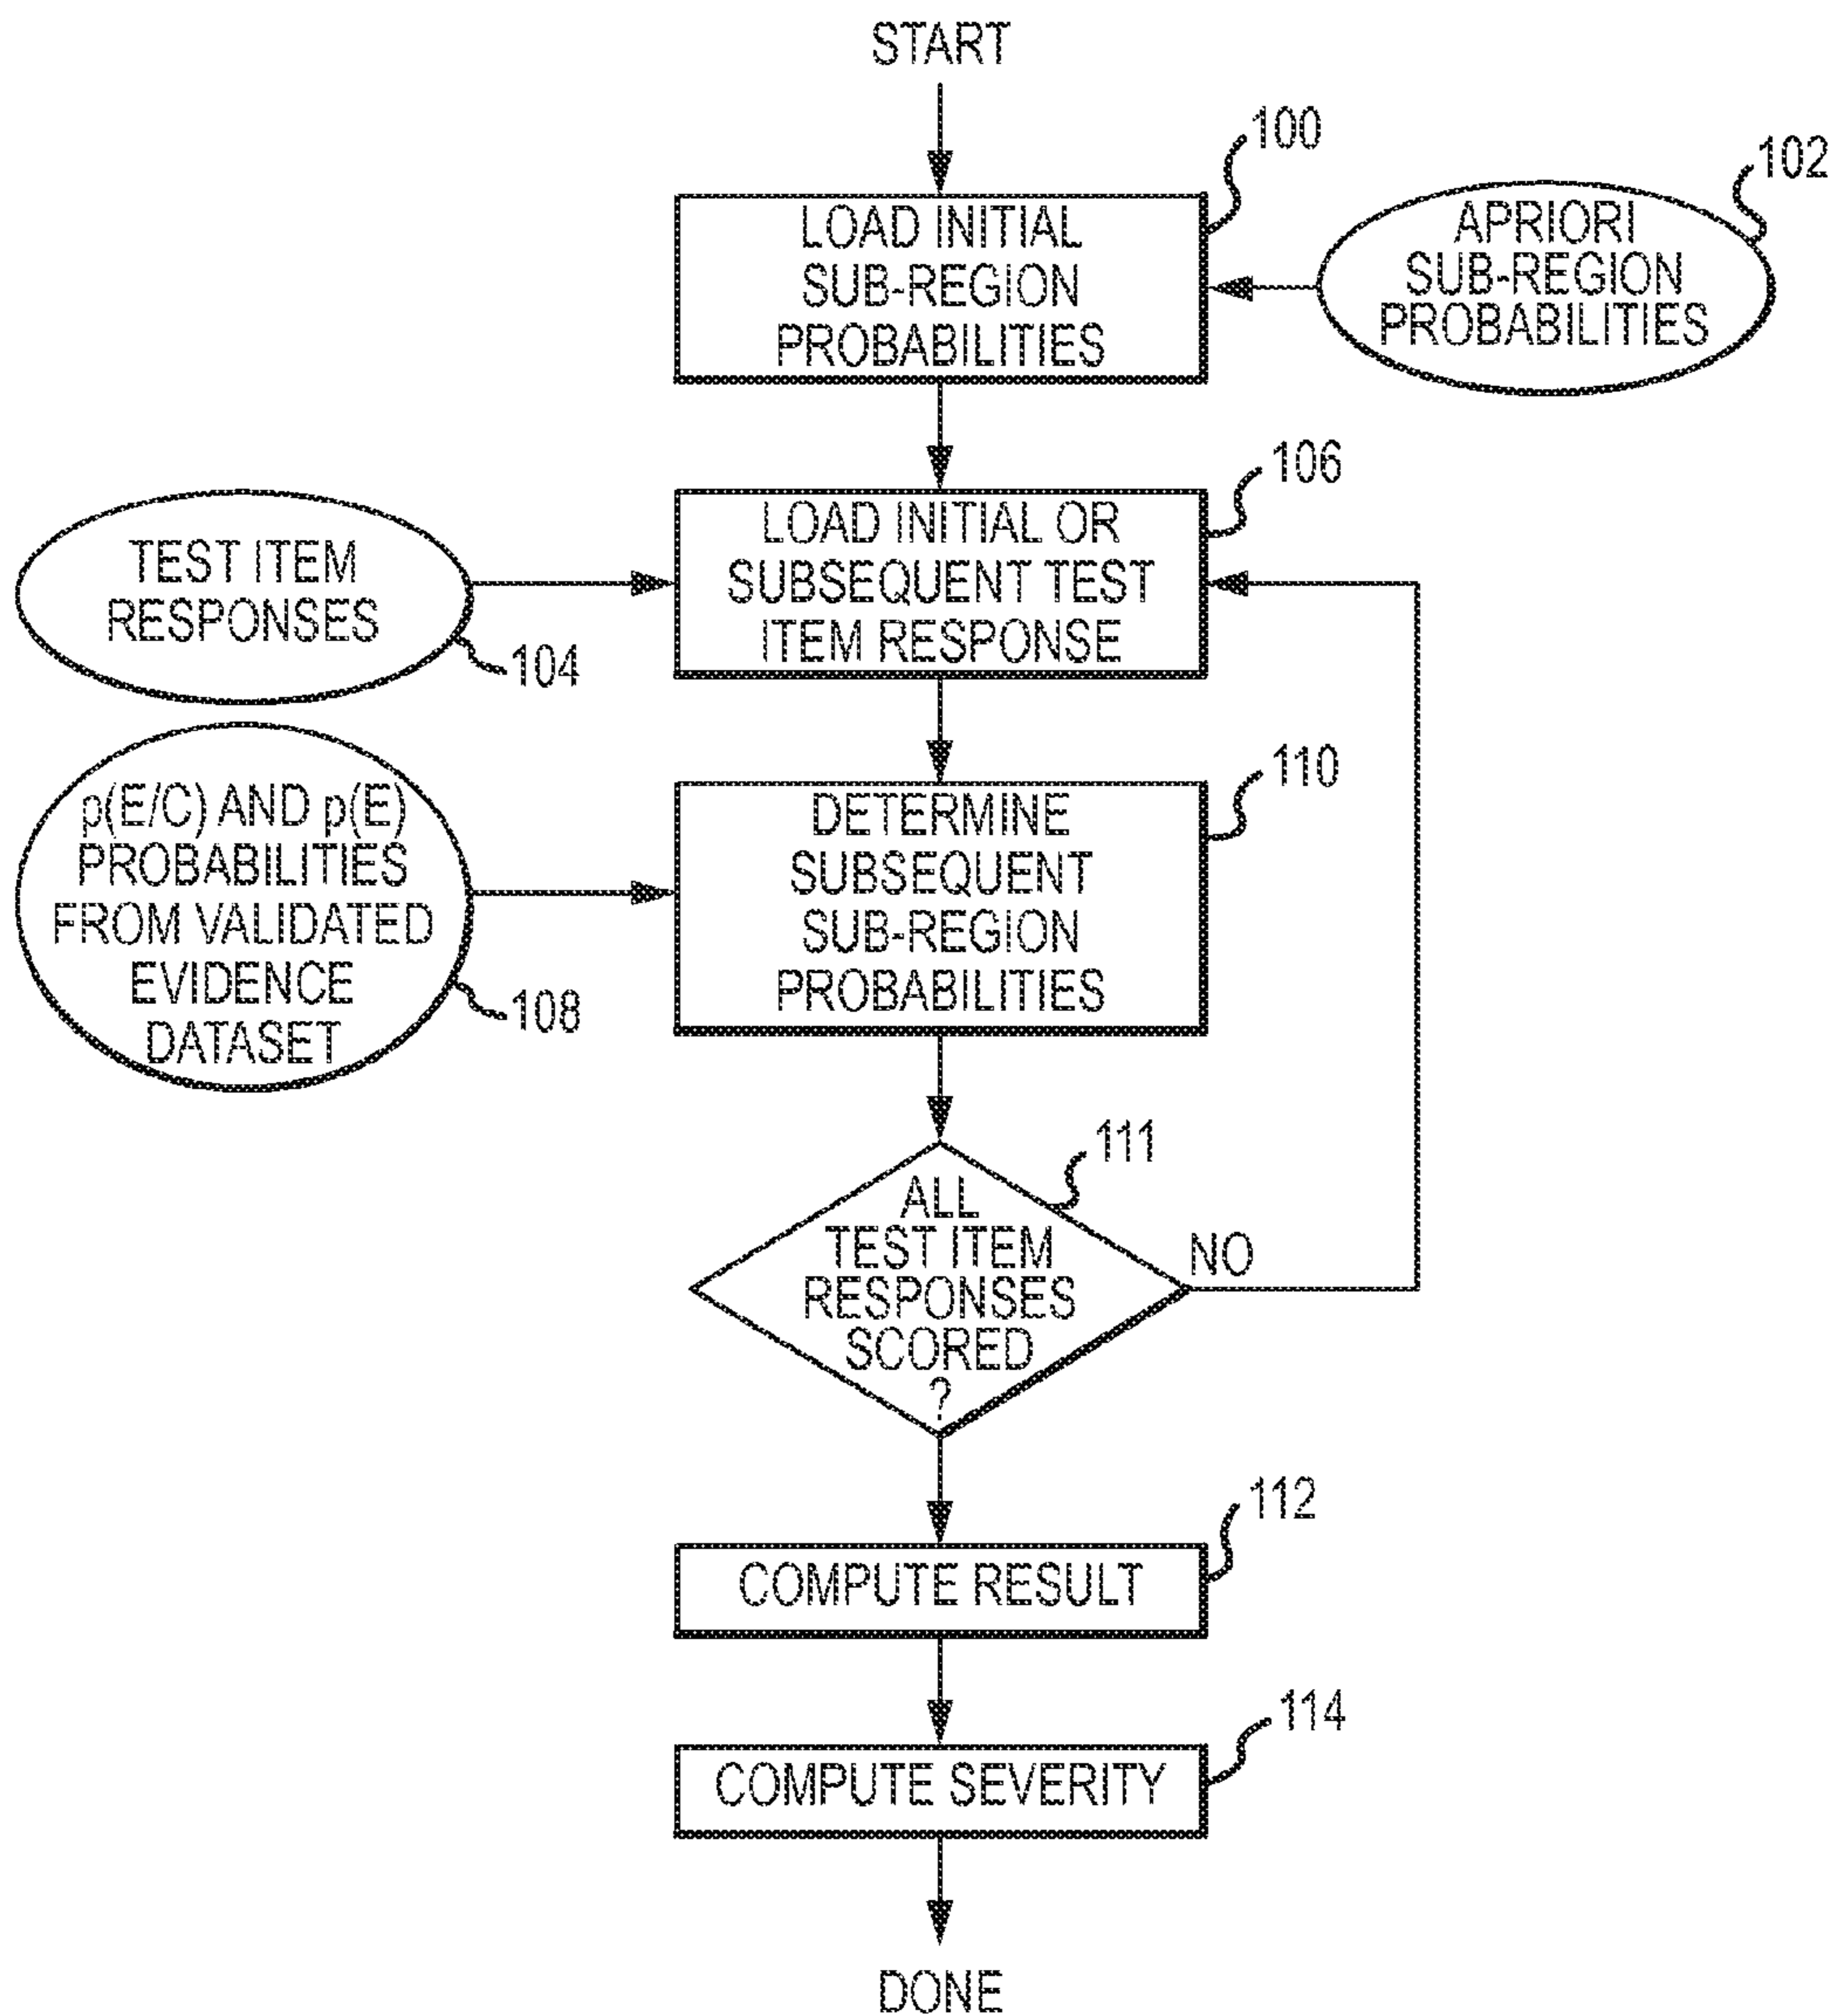 START
100
LOAD INITIAL
SUB-REGION
PROBABILITIES
102
APRIORI
SUB-REGION
PROBABILITIES
106
LOAD INITIAL OR
SUBSEQUENT TEST
ITEM RESPONSE
TEST ITEM
RESPONSES
104
p(E/C) AND p(E)
PROBABILITIES
FROM VALIDATED
EVIDENCE
DATASET
108
110
DETERMINE
SUBSEQUENT
SUB-REGION
PROBABILITIES
111
ALL
TEST ITEM
RESPONSES
SCORED
?
NO
112
COMPUTE RESULT
114
COMPUTE SEVERITY
DONE